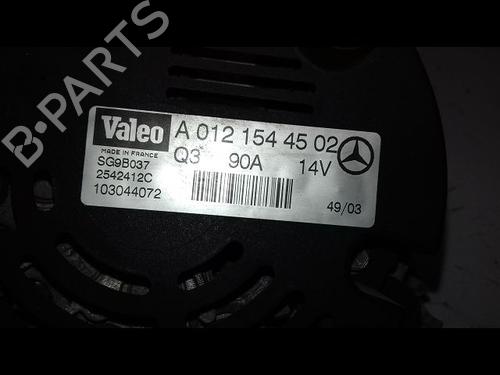 B-PARTS
Valeo
A 012 154 45 02
MADE IN FRANCE
Q3 90A 14V
SG9B037
2542412C
103044072
49/03